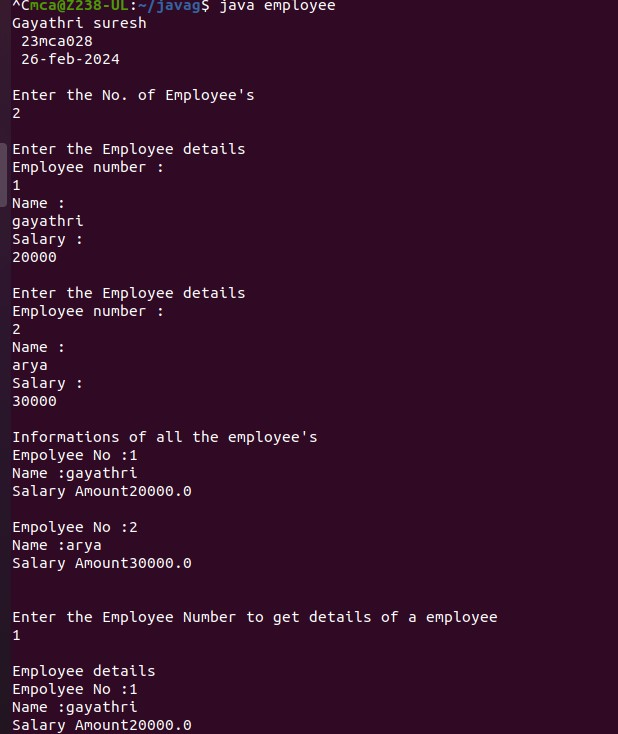 ^Cmca@Z238-UL:~/javag$ java employee
Gayathri suresh
 23mca028
 26-feb-2024
Enter the No. of Employee's
2
Enter the Employee details
Employee number :
1
Name :
gayathri
Salary :
20000
Enter the Employee details
Employee number :
2
Name :
arya
Salary :
30000
Informations of all the employee's
Empolyee No :1
Name :gayathri
Salary Amount20000.0
Empolyee No :2
Name :arya
Salary Amount30000.0
Enter the Employee Number to get details of a employee
1
Employee details
Empolyee No :1
Name :gayathri
Salary Amount20000.0